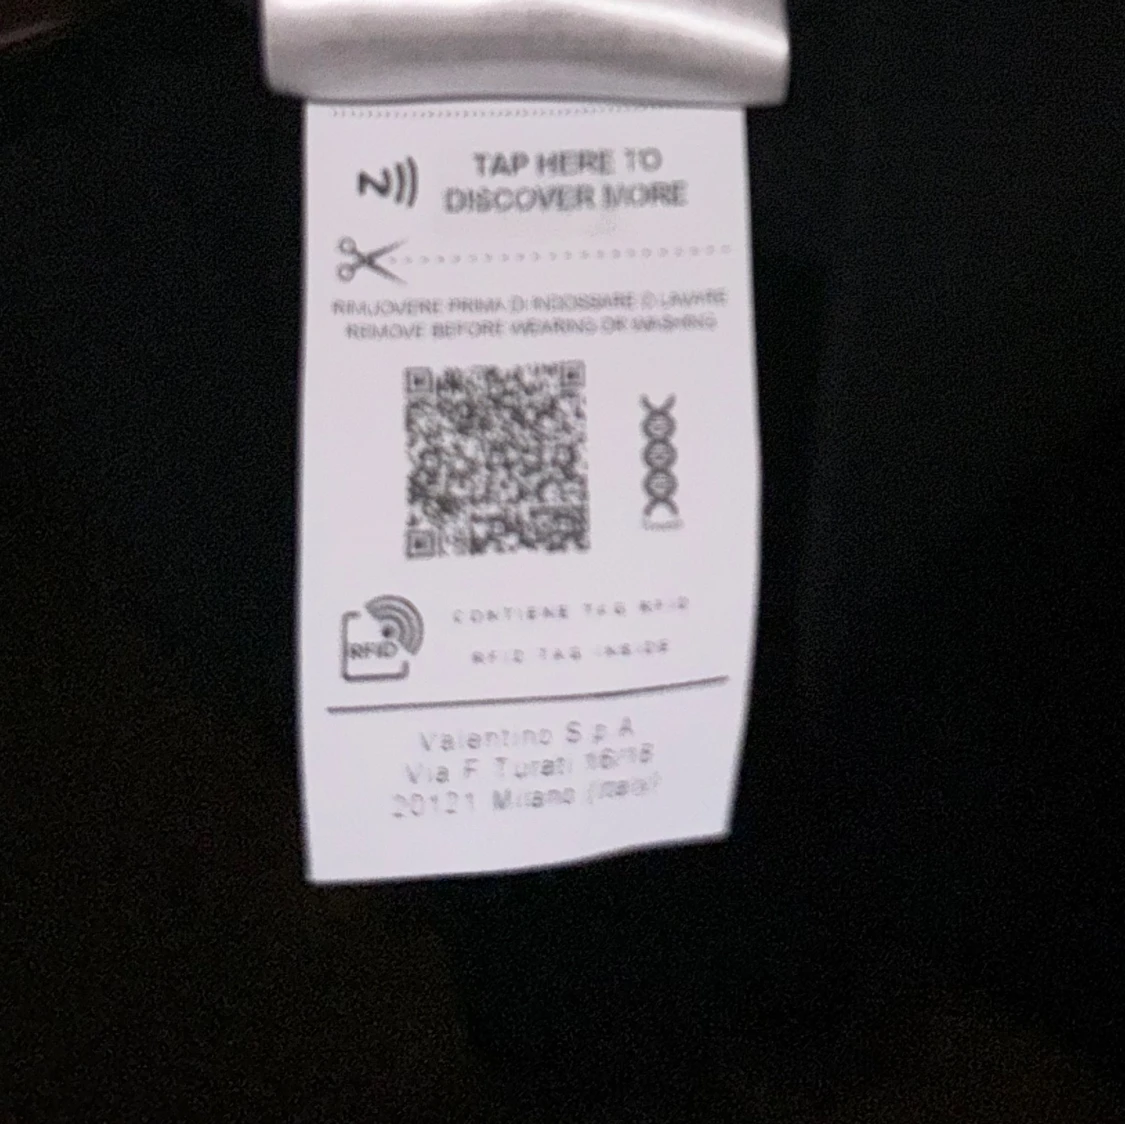 TAP HERE TO
DISCOVER MORE
RIMUOVERE PRIMA DI INDOSSARE O LAVARE
REMOVE BEFORE WEARING OR WASHING
RFID
CONTIENE TAG RFID
RFID TAG INSIDE
Valentino S.p.A
Via F. Turati 16/18
20121 Milano (Italy)